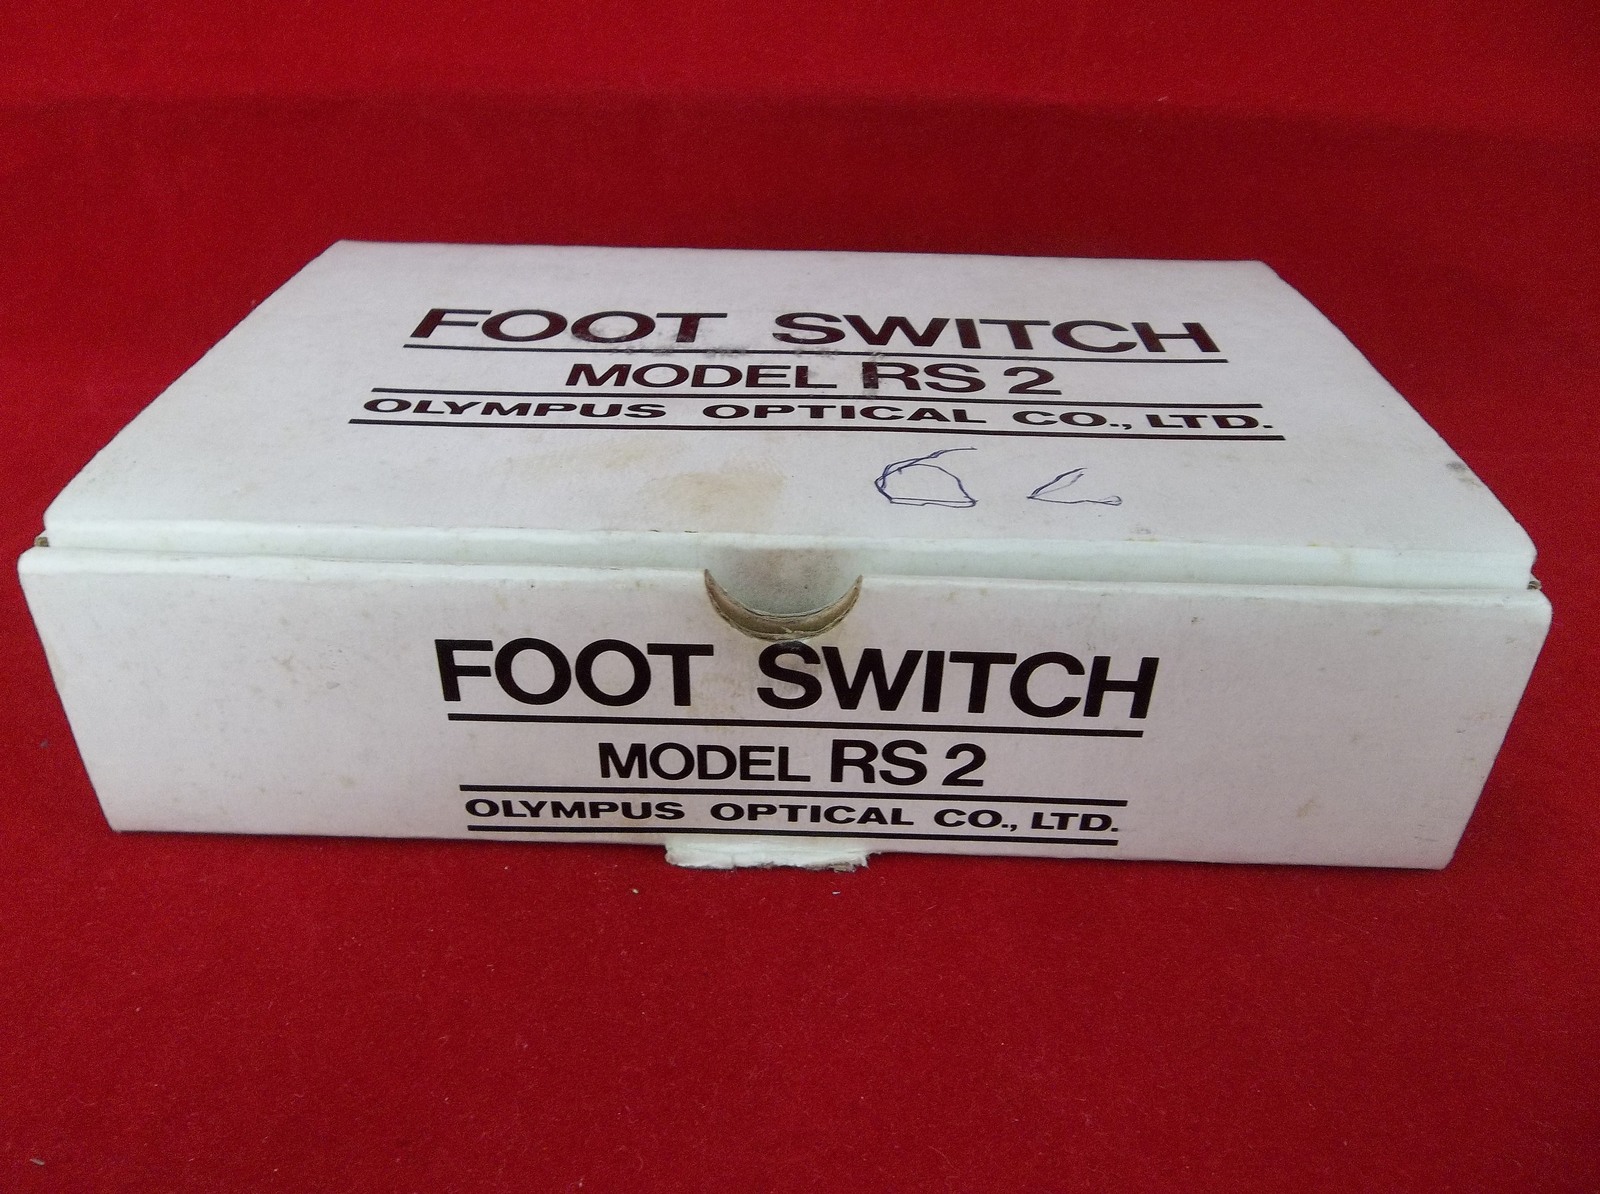 FOOT SWITCH
MODEL RS 2
OLYMPUS OPTICAL CO., LTD.
FOOT SWITCH
MODEL RS 2
OLYMPUS OPTICAL CO., LTD.